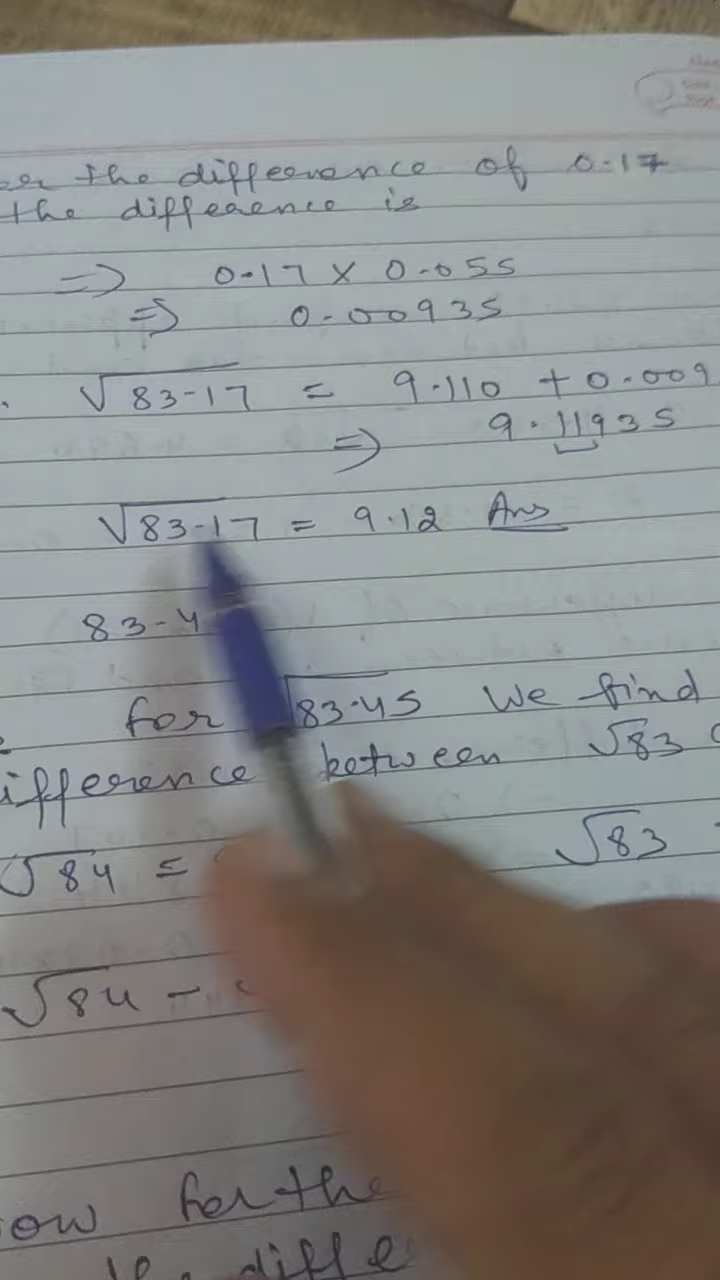 the difference of 0.17
the difference is
=> 0.17 x 0.055
=> 0.00935
√83.17 = 9.110 + 0.009
=> 9.11935
√83.17 = 9.12 Ans
83.4
for √83.45 We find
ifference between √83
√84 = √83
√84 -
ow for the
diffe